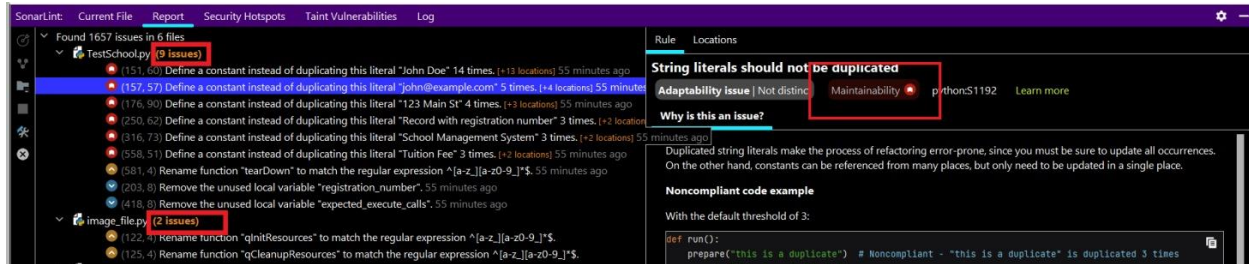 SonarLint: Current File Report Security Hotspots Taint Vulnerabilities Log
Found 1657 issues in 6 files
TestSchool.py (9 issues)
(151, 60) Define a constant instead of duplicating this literal "John Doe" 14 times. [+13 locations] 55 minutes ago
(157, 57) Define a constant instead of duplicating this literal "john@example.com" 5 times. [+4 locations] 55 minutes
(176, 90) Define a constant instead of duplicating this literal "123 Main St" 4 times. [+3 locations] 55 minutes ago
(250, 62) Define a constant instead of duplicating this literal "Record with registration number" 3 times. [+2 location
(316, 73) Define a constant instead of duplicating this literal "School Management System" 3 times. [+2 locations] 55 minutes ago
(558, 51) Define a constant instead of duplicating this literal "Tuition Fee" 3 times. [+2 locations] 55 minutes ago
(581, 4) Rename function "tearDown" to match the regular expression ^[a-z_][a-z0-9_]*$. 55 minutes ago
(203, 8) Remove the unused local variable "registration_number". 55 minutes ago
(418, 8) Remove the unused local variable "expected_execute_calls". 55 minutes ago
image_file.py (2 issues)
(122, 4) Rename function "qInitResources" to match the regular expression ^[a-z_][a-z0-9_]*$.
(125, 4) Rename function "qCleanupResources" to match the regular expression ^[a-z_][a-z0-9_]*$.
Rule Locations
String literals should not be duplicated
Adaptability issue | Not distinct Maintainability python:S1192 Learn more
Why is this an issue?
Duplicated string literals make the process of refactoring error-prone, since you must be sure to update all occurrences.
On the other hand, constants can be referenced from many places, but only need to be updated in a single place.
Noncompliant code example
With the default threshold of 3:
def run():
prepare("this is a duplicate") # Noncompliant - "this is a duplicate" is duplicated 3 times